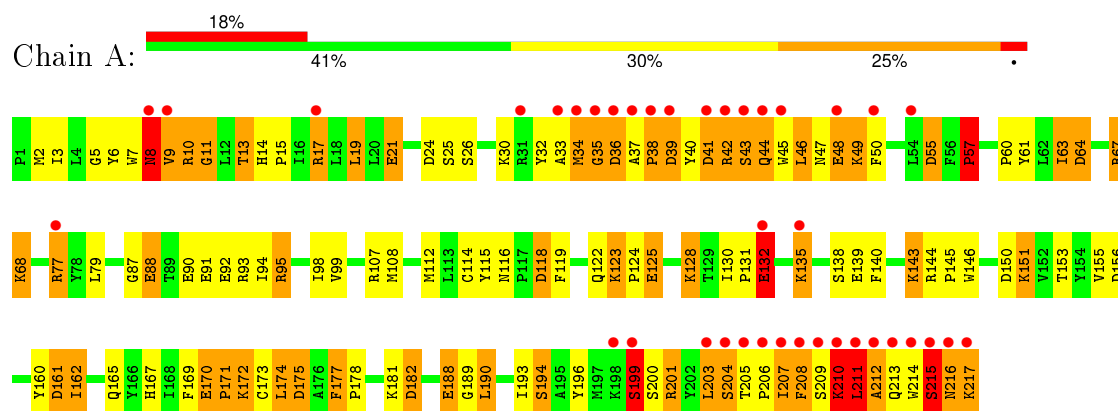 18%
Chain A:
41% 30% 25% •
P1 M2 I3 L4 G5 Y6 W7 N8 V9 R10 G11 L12 T13 H14 P15 I16 R17 L18 L19 L20 E21 D24 S25 S26 K30 R31 Y32 A33 M34 G35 D36 A37 P38 D39 Y40 D41 R42 S43 Q44 W45 L46 N47 E48 K49 F50 L54 D55 F56 P57 P60 Y61 L62 I63 D64
K68 R77 Y78 L79 G87 E88 T89 E90 E91 E92 R93 I94 R95 I98 V99 R107 M108 M112 L113 C114 Y115 N116 P117 D118 F119 Q122 K123 P124 E125 K128 T129 I130 P131 E132 K135 S138 E139 F140 K143 R144 P145 W146 D150 K151 V152 T153 Y154 V155
Y160 D161 I162 Q165 Y166 H167 I168 F169 E170 P171 K172 C173 L174 D175 A176 F177 P178 K181 D182 E188 G189 L190 I193 S194 A195 Y196 M197 K198 S199 S200 R201 Y202 L203 S204 T205 P206 I207 F208 S209 K210 L211 A212 Q213 W214 S215 N216 K217